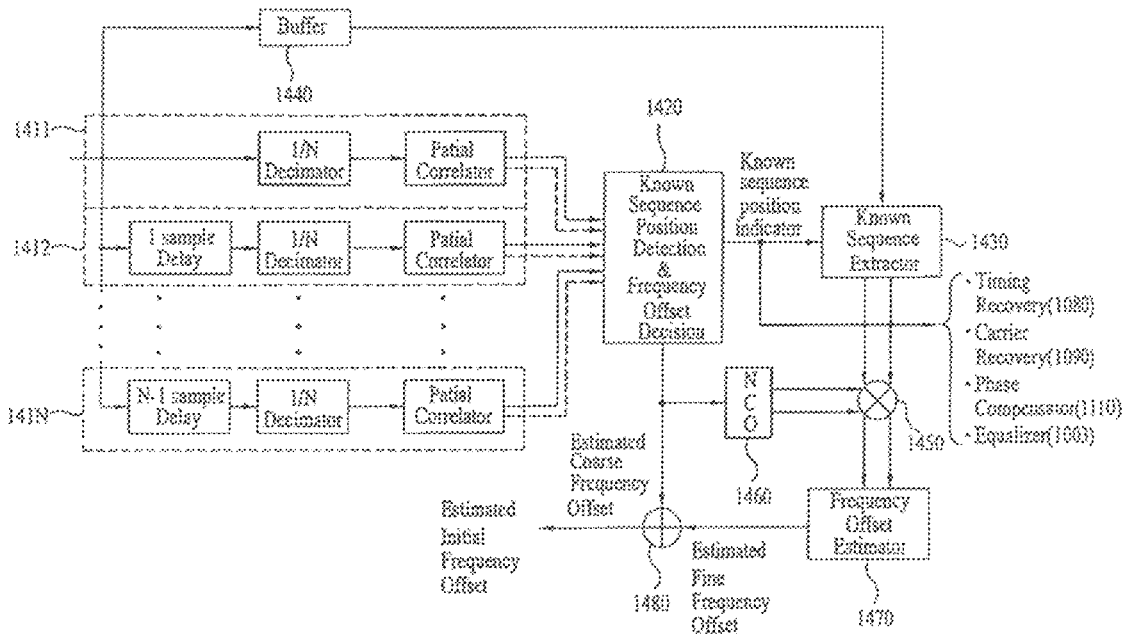 Buffer
1440
1411
1/N
Decimator
Patial
Correlator
1412
1 sample
Delay
1/N
Decimator
Patial
Correlator
141N
N-1 sample
Delay
1/N
Decimator
Patial
Correlator
1420
Known
Sequence
Position
Detection
&
Frequency
Offset
Decision
Known
sequence
position
indicator
Known
Sequence
Extractor
1430
Timing
Recovery(1080)
Carrier
Recovery(1090)
Phase
Compensator(1110)
Equalizer(1003)
NCO
1460
1450
Estimated
Coarse
Frequency
Offset
Estimated
Initial
Frequency
Offset
1480
Estimated
Fine
Frequency Offset
Frequency
Offset
Estimator
1470